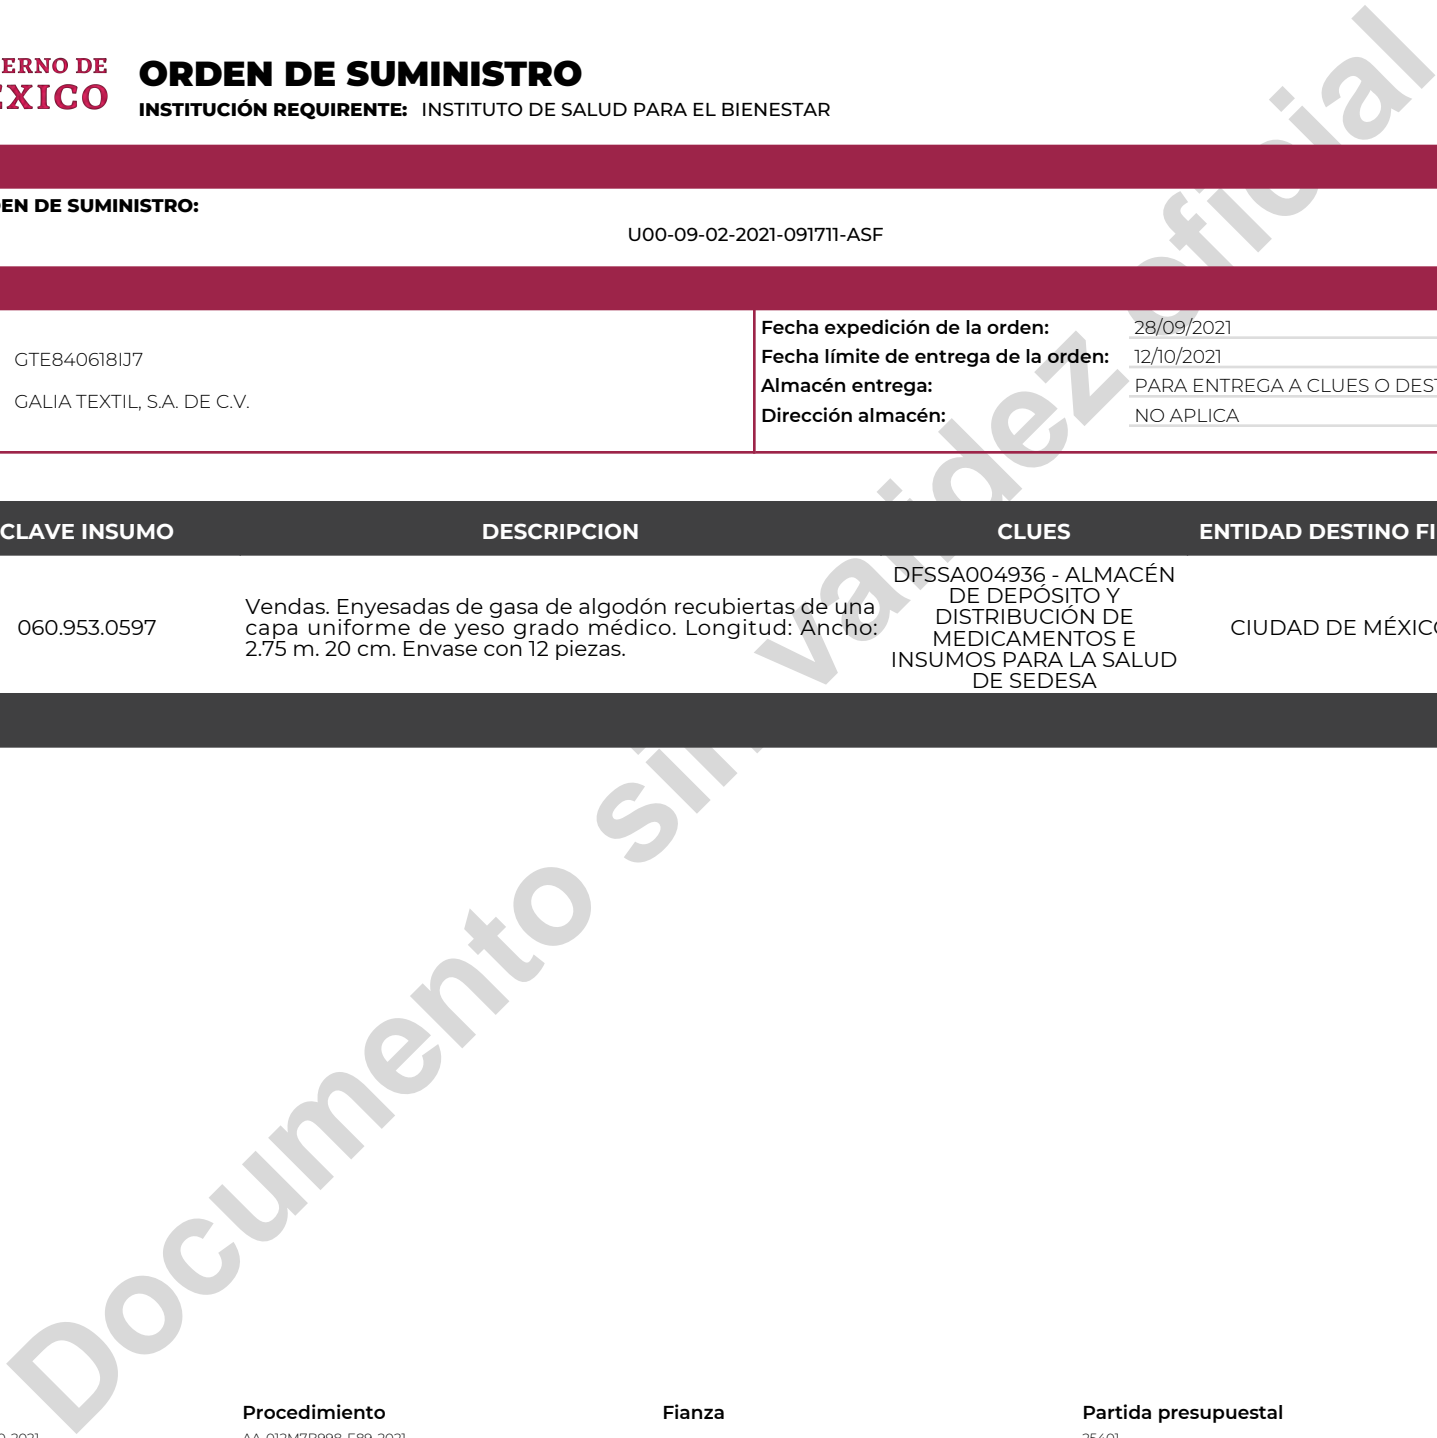 ERNO DE
ÉXICO
ORDEN DE SUMINISTRO
INSTITUCIÓN REQUIRENTE: INSTITUTO DE SALUD PARA EL BIENESTAR
EN DE SUMINISTRO:
U00-09-02-2021-091711-ASF
GTE840618IJ7
GALIA TEXTIL, S.A. DE C.V.
Fecha expedición de la orden: 28/09/2021
Fecha límite de entrega de la orden: 12/10/2021
Almacén entrega: PARA ENTREGA A CLUES O DEST
Dirección almacén: NO APLICA
CLAVE INSUMO DESCRIPCION CLUES ENTIDAD DESTINO FI
060.953.0597
Vendas. Enyesadas de gasa de algodón recubiertas de una
capa uniforme de yeso grado médico. Longitud: Ancho:
2.75 m. 20 cm. Envase con 12 piezas.
DFSSA004936 - ALMACÉN
DE DEPÓSITO Y
DISTRIBUCIÓN DE
MEDICAMENTOS E
INSUMOS PARA LA SALUD
DE SEDESA
CIUDAD DE MÉXICO
Documento sin validez oficial
Procedimiento Fianza Partida presupuestal